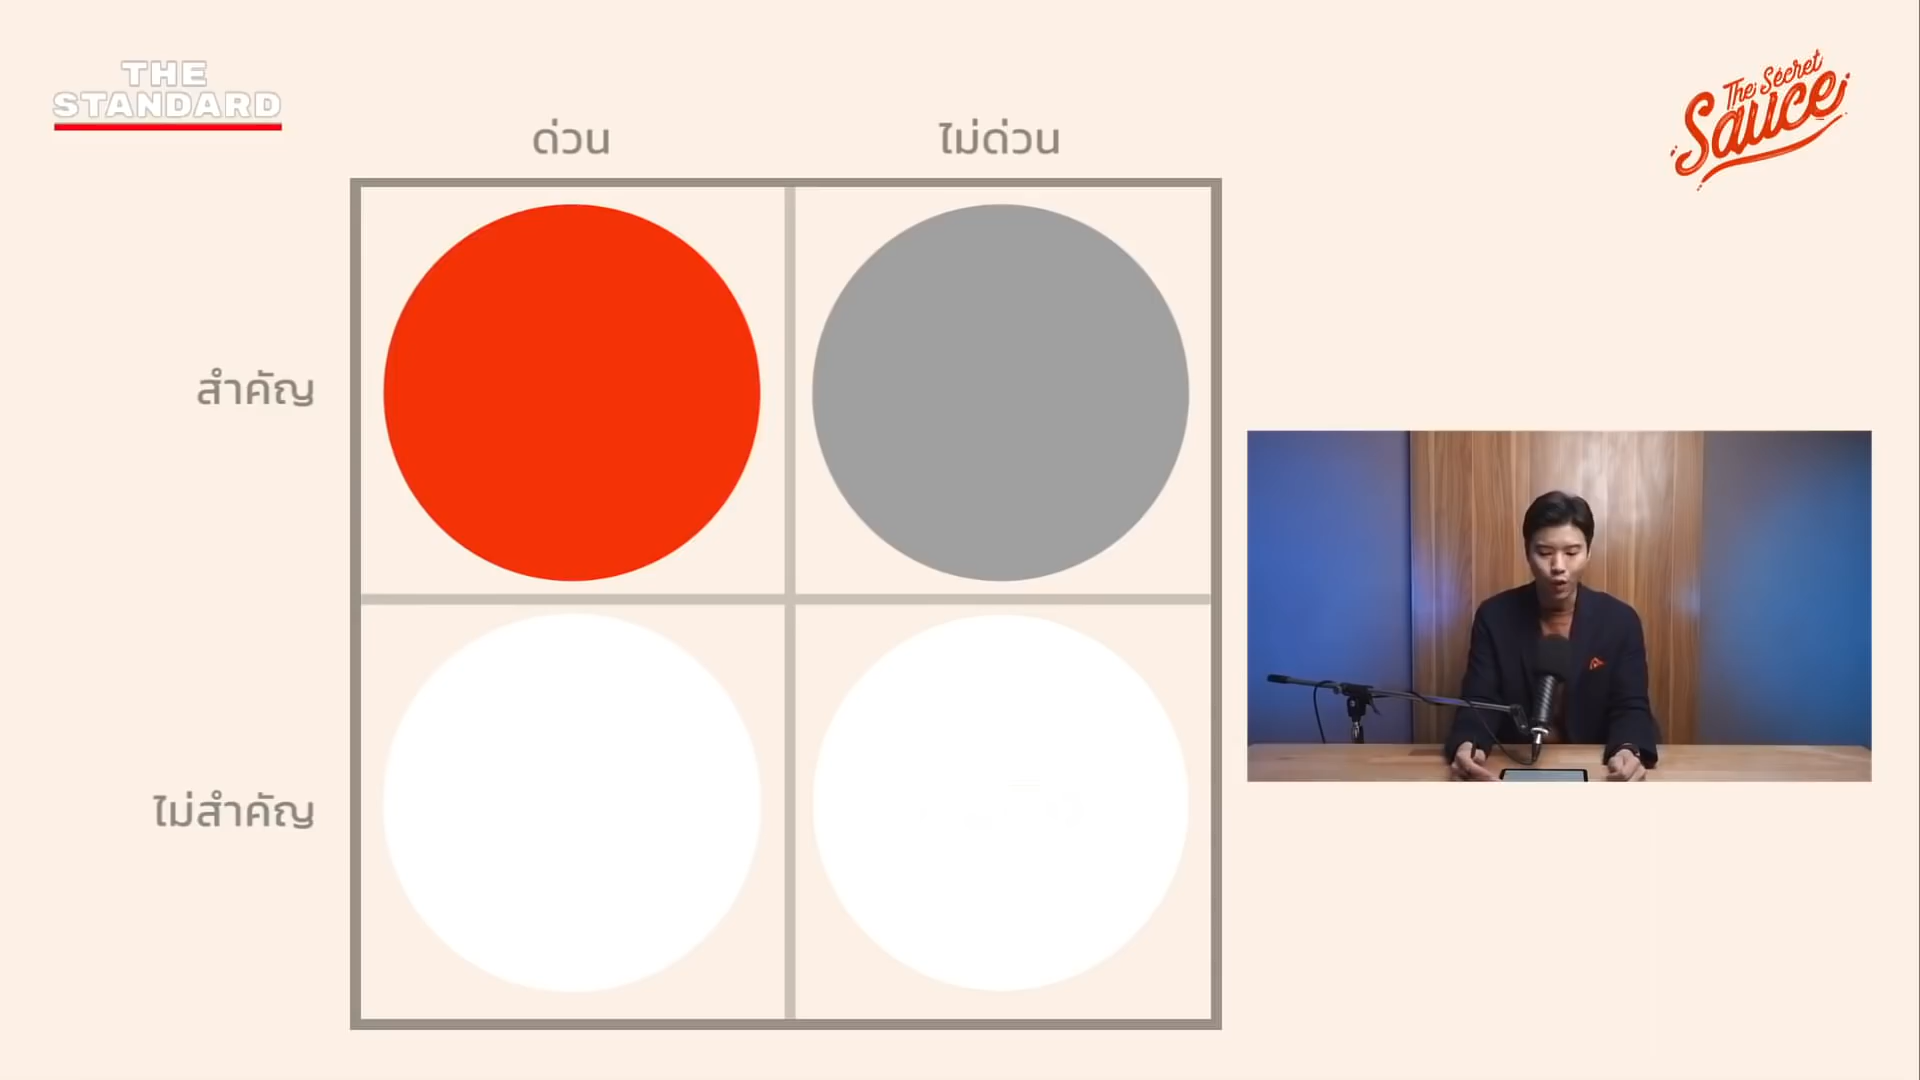 THE
STANDARD
The Secret
Sauce
ด่วน
ไม่ด่วน
สำคัญ
ไม่สำคัญ